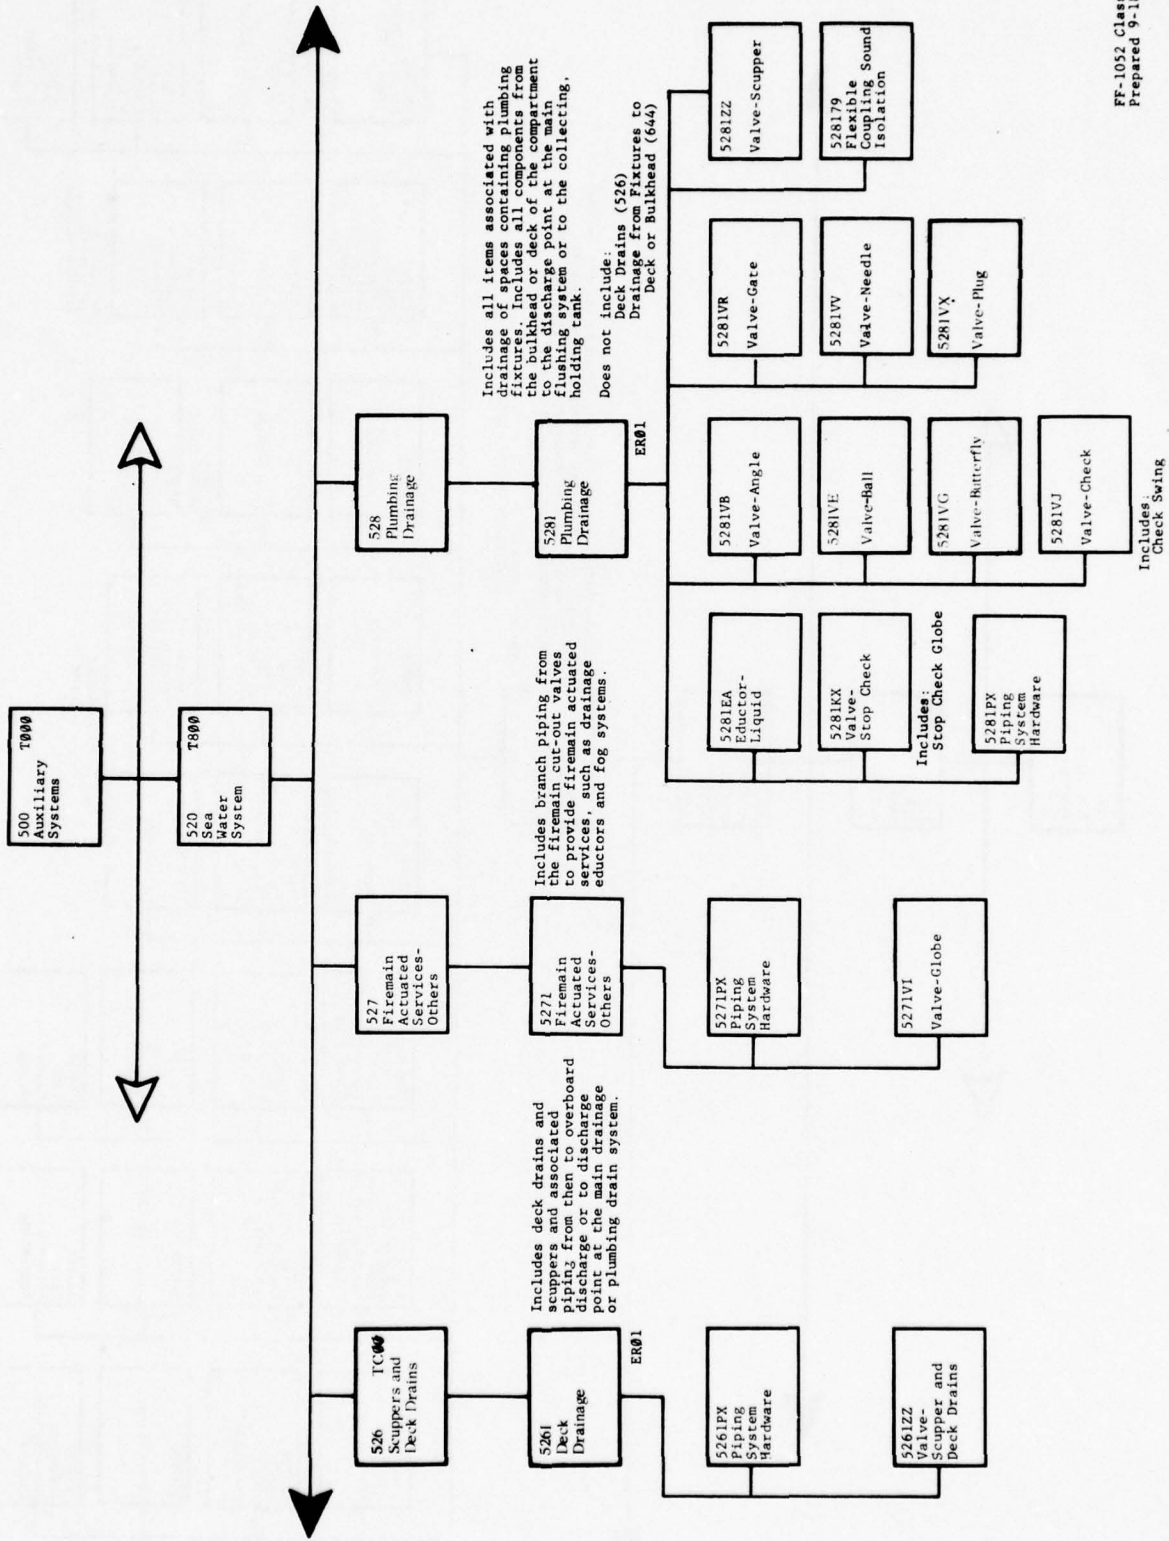 500 TØØØ
Auxiliary
Systems
520 T8ØØ
Sea
Water
System
526 TCØØ
Scuppers and
Deck Drains
527
Firemain
Actuated
Services-
Others
528
Plumbing
Drainage
5261
Deck
Drainage
ERØ1
Includes deck drains and
scuppers and associated
piping from then to overboard
discharge or to discharge
point at the main drainage
or plumbing drain system.
5271
Firemain
Actuated
Services-
Others
Includes branch piping from
the firemain cut-out valves
to provide firemain actuated
services, such as drainage
eductors and fog systems.
5281
Plumbing
Drainage
ERØ1
Includes all items associated with
drainage of spaces containing plumbing
fixtures. Includes all components from
the bulkhead or deck of the compartment
to the discharge point at the main
flushing system or to the collecting,
holding tank.
Does not include:
Deck Drains (526)
Drainage from Fixtures to
Deck or Bulkhead (644)
5261PX
Piping
System
Hardware
5261ZZ
Valve-
Scupper and
Deck Drains
5271PX
Piping
System
Hardware
5271VI
Valve-Globe
5281EA
Eductor-
Liquid
5281KX
Valve-
Stop Check
Includes:
Stop Check Globe
5281PX
Piping
System
Hardware
5281VB
Valve-Angle
5281VE
Valve-Ball
5281VG
Valve-Butterfly
5281VJ
Valve-Check
Includes:
Check Swing
5281VR
Valve-Gate
5281VV
Valve-Needle
5281VX
Valve-Plug
5281ZZ
Valve-Scupper
528179
Flexible
Coupling Sound
Isolation
FF-1052 Clas
Prepared 9-1